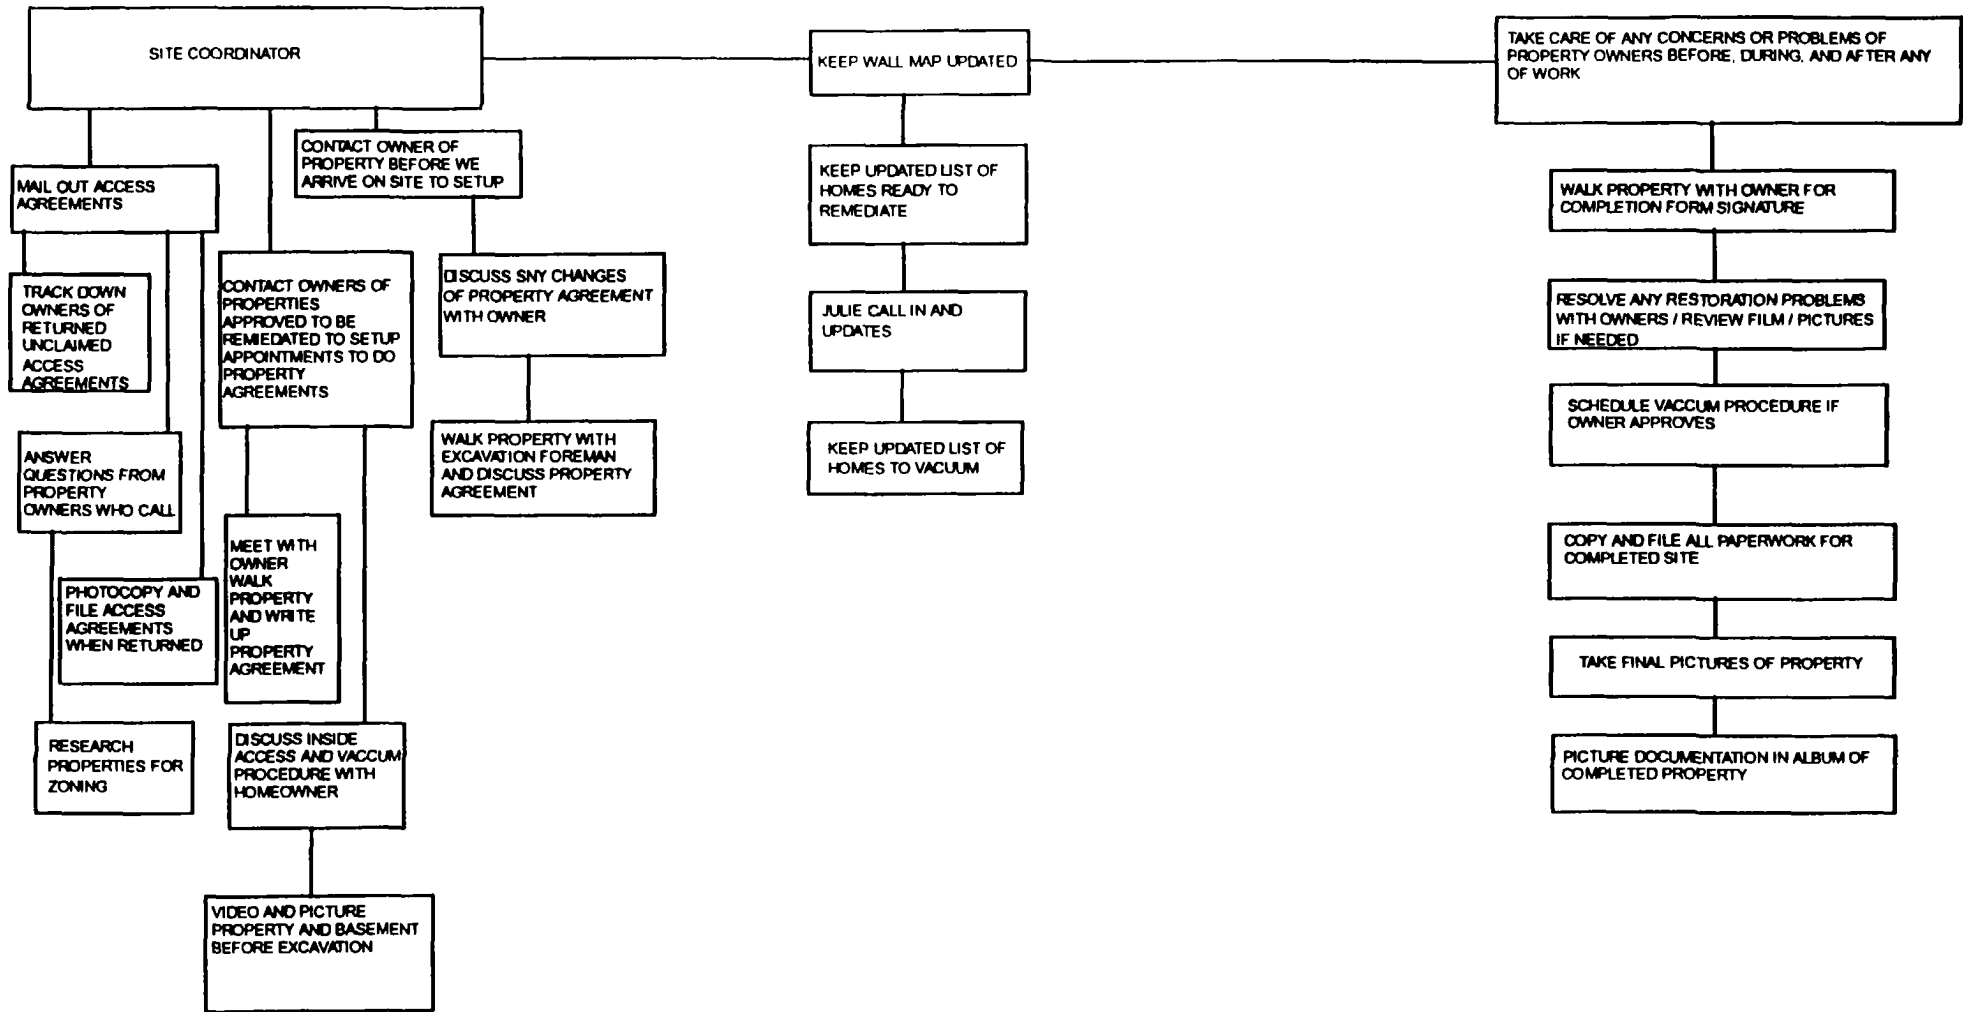 SITE COORDINATOR
KEEP WALL MAP UPDATED
TAKE CARE OF ANY CONCERNS OR PROBLEMS OF
PROPERTY OWNERS BEFORE, DURING, AND AFTER ANY
OF WORK
CONTACT OWNER OF
PROPERTY BEFORE WE
ARRIVE ON SITE TO SETUP
MAIL OUT ACCESS
AGREEMENTS
TRACK DOWN
OWNERS OF
RETURNED
UNCLAIMED
ACCESS
AGREEMENTS
CONTACT OWNERS OF
PROPERTIES
APPROVED TO BE
REMIEDATED TO SETUP
APPOINTMENTS TO DO
PROPERTY
AGREEMENTS
DISCUSS SNY CHANGES
OF PROPERTY AGREEMENT
WITH OWNER
WALK PROPERTY WITH
EXCAVATION FOREMAN
AND DISCUSS PROPERTY
AGREEMENT
ANSWER
QUESTIONS FROM
PROPERTY
OWNERS WHO CALL
PHOTOCOPY AND
FILE ACCESS
AGREEMENTS
WHEN RETURNED
MEET WITH
OWNER
WALK
PROPERTY
AND WRITE
UP
PROPERTY
AGREEMENT
RESEARCH
PROPERTIES FOR
ZONING
DISCUSS INSIDE
ACCESS AND VACCUM
PROCEDURE WITH
HOMEOWNER
VIDEO AND PICTURE
PROPERTY AND BASEMENT
BEFORE EXCAVATION
KEEP UPDATED LIST OF
HOMES READY TO
REMEDIATE
JULIE CALL IN AND
UPDATES
KEEP UPDATED LIST OF
HOMES TO VACUUM
WALK PROPERTY WITH OWNER FOR
COMPLETION FORM SIGNATURE
RESOLVE ANY RESTORATION PROBLEMS
WITH OWNERS / REVIEW FILM / PICTURES
IF NEEDED
SCHEDULE VACCUM PROCEDURE IF
OWNER APPROVES
COPY AND FILE ALL PAPERWORK FOR
COMPLETED SITE
TAKE FINAL PICTURES OF PROPERTY
PICTURE DOCUMENTATION IN ALBUM OF
COMPLETED PROPERTY